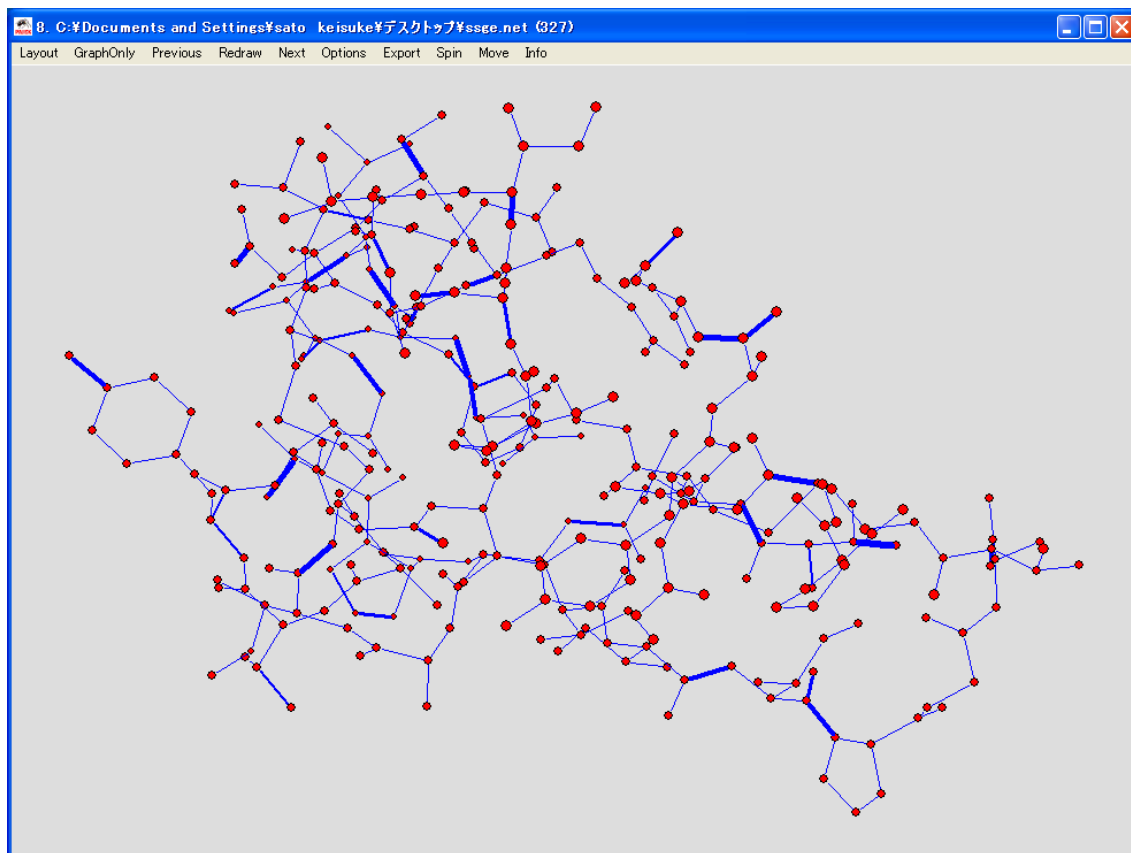 8. C:¥Documents and Settings¥sato keisuke¥デスクトップ¥ssge.net (327)
Layout GraphOnly Previous Redraw Next Options Export Spin Move Info